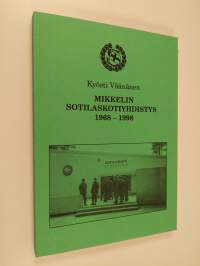 Kyösti Väänänen
MIKKELIN
SOTILASKOTIYHDISTYS
1968 – 1998